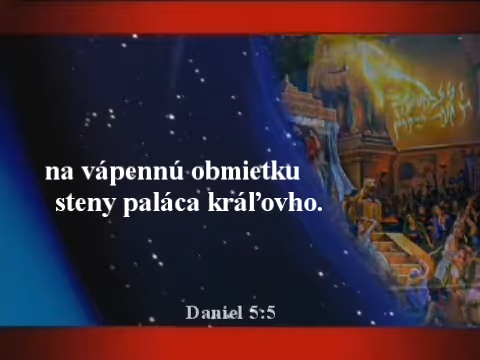 na vápennú obmietku
steny paláca kráľovho.
Daniel 5:5